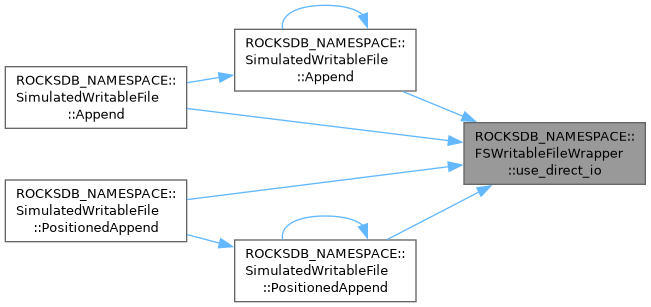 ROCKSDB_NAMESPACE::
SimulatedWritableFile
::Append
ROCKSDB_NAMESPACE::
SimulatedWritableFile
::Append
ROCKSDB_NAMESPACE::
FSWritableFileWrapper
::use_direct_io
ROCKSDB_NAMESPACE::
SimulatedWritableFile
::PositionedAppend
ROCKSDB_NAMESPACE::
SimulatedWritableFile
::PositionedAppend